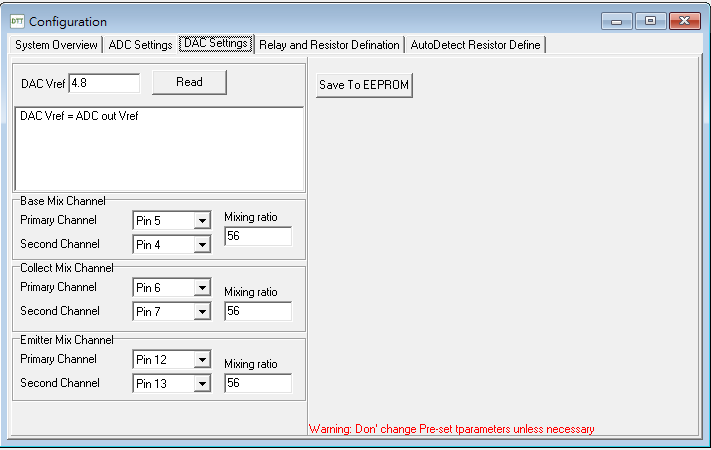 DTT Configuration
System Overview ADC Settings DAC Settings Relay and Resistor Defination AutoDetect Resistor Define
DAC Vref 4.8 Read
Save To EEPROM
DAC Vref = ADC out Vref
Base Mix Channel
Primary Channel Pin 5 Mixing ratio
Second Channel Pin 4 56
Collect Mix Channel
Primary Channel Pin 6 Mixing ratio
Second Channel Pin 7 56
Emitter Mix Channel
Primary Channel Pin 12 Mixing ratio
Second Channel Pin 13 56
Warning: Don' change Pre-set tparameters unless necessary